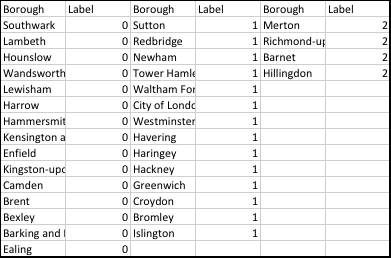 Borough Label Borough Label Borough Label
Southwark 0 Sutton 1 Merton 2
Lambeth 0 Redbridge 1 Richmond-up 2
Hounslow 0 Newham 1 Barnet 2
Wandsworth 0 Tower Hamle 1 Hillingdon 2
Lewisham 0 Waltham For 1
Harrow 0 City of Londo 1
Hammersmit 0 Westminster 1
Kensington a 0 Havering 1
Enfield 0 Haringey 1
Kingston-upo 0 Hackney 1
Camden 0 Greenwich 1
Brent 0 Croydon 1
Bexley 0 Bromley 1
Barking and 0 Islington 1
Ealing 0